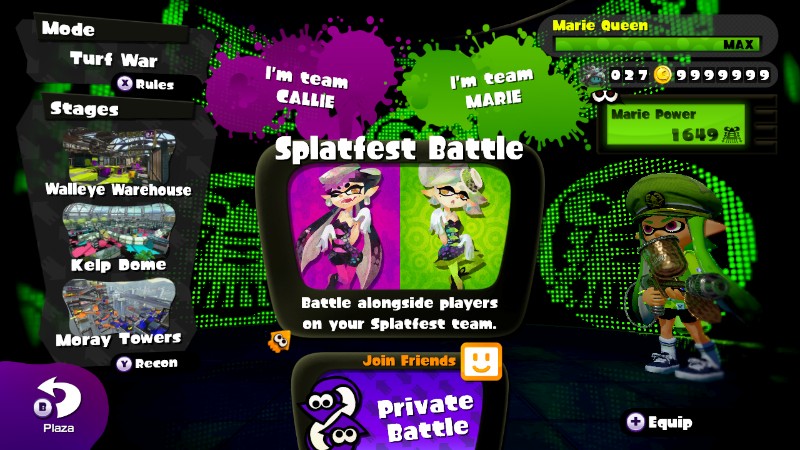 Mode
Turf War
X Rules
Stages
Walleye Warehouse
Kelp Dome
Moray Towers
Y Recon
B
Plaza
I'm team
CALLIE
I'm team
MARIE
Splatfest Battle
Battle alongside players
on your Splatfest team.
Join Friends
Private
Battle
Marie Queen
MAX
027 9999999
Marie Power
1649
Equip